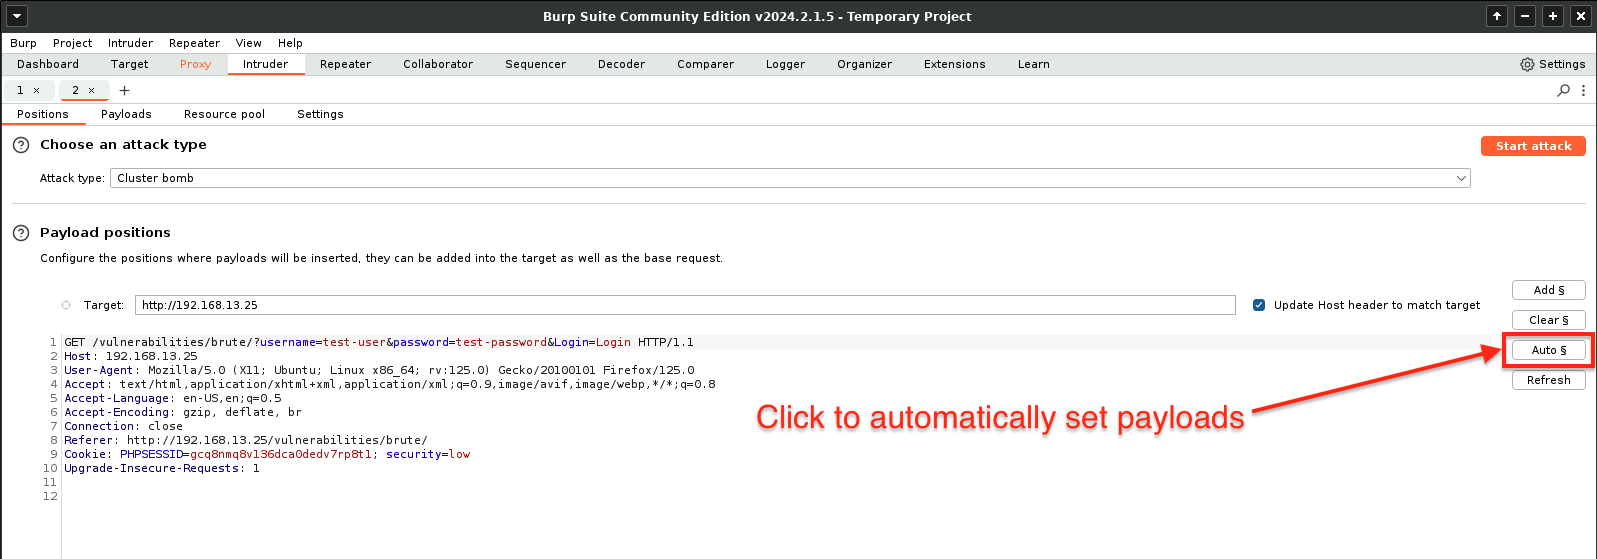 Burp Suite Community Edition v2024.2.1.5 - Temporary Project
Burp Project Intruder Repeater View Help
Dashboard Target Proxy Intruder Repeater Collaborator Sequencer Decoder Comparer Logger Organizer Extensions Learn Settings
1 × 2 × +
Positions Payloads Resource pool Settings
? Choose an attack type
Start attack
Attack type: Cluster bomb
? Payload positions
Configure the positions where payloads will be inserted, they can be added into the target as well as the base request.
Add §
Target: http://192.168.13.25 Update Host header to match target
Clear §
1 GET /vulnerabilities/brute/?username=test-user&password=test-password&Login=Login HTTP/1.1
Auto §
2 Host: 192.168.13.25
3 User-Agent: Mozilla/5.0 (X11; Ubuntu; Linux x86_64; rv:125.0) Gecko/20100101 Firefox/125.0
Refresh
4 Accept: text/html,application/xhtml+xml,application/xml;q=0.9,image/avif,image/webp,*/*;q=0.8
5 Accept-Language: en-US,en;q=0.5
6 Accept-Encoding: gzip, deflate, br
Click to automatically set payloads
7 Connection: close
8 Referer: http://192.168.13.25/vulnerabilities/brute/
9 Cookie: PHPSESSID=gcq8nmq8v136dca0dedv7rp8t1; security=low
10 Upgrade-Insecure-Requests: 1
11
12